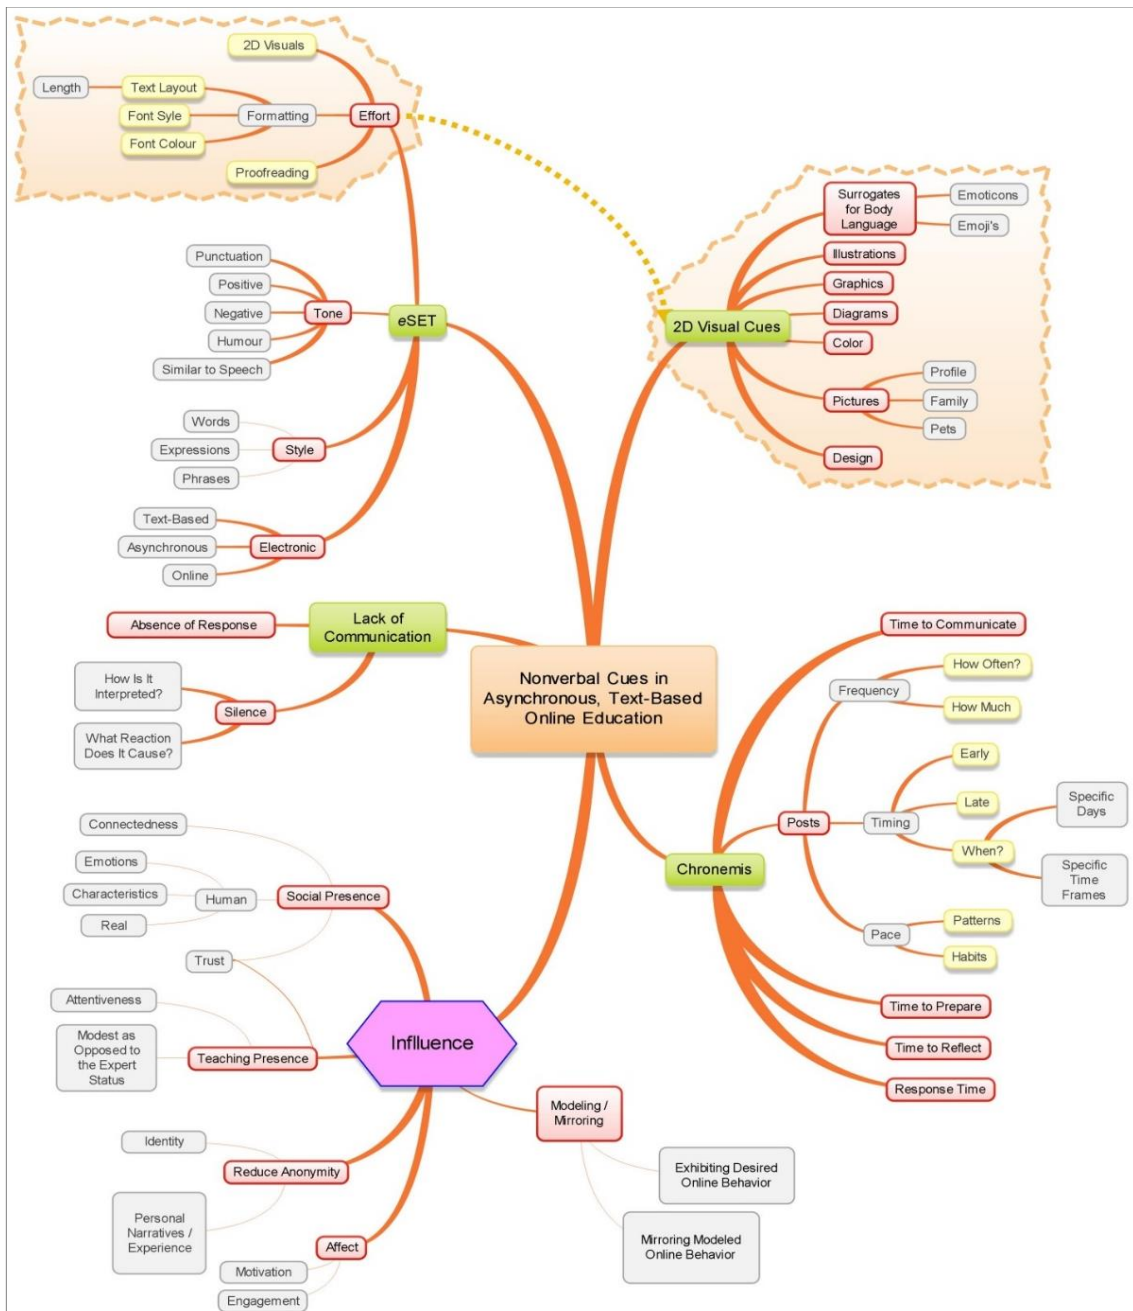 2D Visuals
Length
Text Layout
Font Syle
Formatting
Effort
Font Colour
Proofreading
Surrogates
for Body
Language
Emoticons
Emoji's
Illustrations
Graphics
Diagrams
2D Visual Cues
Color
Profile
Pictures
Family
Pets
Design
Punctuation
Positive
Negative
Tone
eSET
Humour
Similar to Speech
Words
Expressions
Style
Phrases
Text-Based
Asynchronous
Electronic
Online
Absence of Response
Lack of
Communication
How Is It
Interpreted?
Silence
What Reaction
Does It Cause?
Nonverbal Cues in
Asynchronous, Text-Based
Online Education
Time to Communicate
How Often?
Frequency
How Much
Early
Specific
Days
Late
Posts
Timing
When?
Specific
Time
Frames
Chronemis
Patterns
Pace
Habits
Time to Prepare
Time to Reflect
Response Time
Connectedness
Emotions
Characteristics
Human
Social Presence
Real
Trust
Attentiveness
Modest as
Opposed to
the Expert
Status
Teaching Presence
Inflluence
Modeling /
Mirroring
Exhibiting Desired
Online Behavior
Mirroring Modeled
Online Behavior
Identity
Reduce Anonymity
Personal
Narratives /
Experience
Affect
Motivation
Engagement